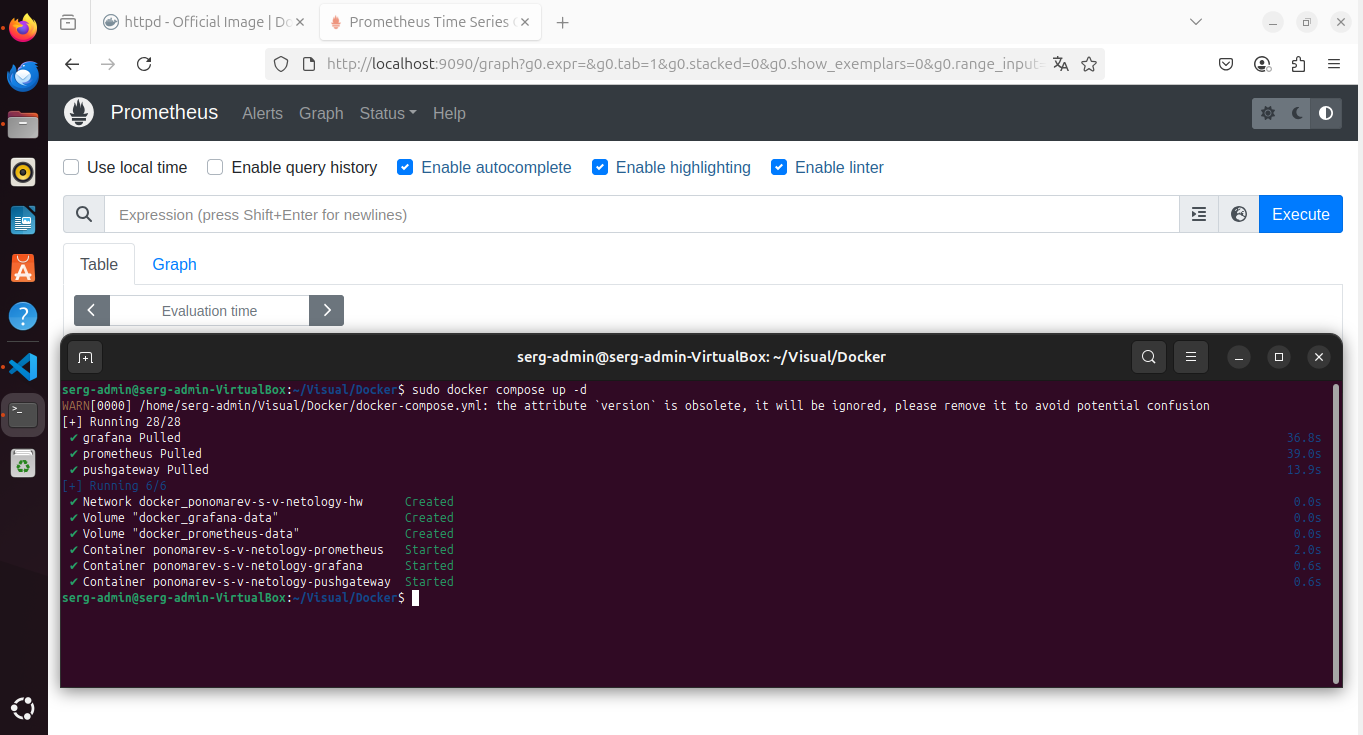 httpd - Official Image | Do
Prometheus Time Series C
http://localhost:9090/graph?g0.expr=&g0.tab=1&g0.stacked=0&g0.show_exemplars=0&g0.range_input=
Prometheus Alerts Graph Status Help
Use local time Enable query history Enable autocomplete Enable highlighting Enable linter
Expression (press Shift+Enter for newlines) Execute
Table Graph
Evaluation time
serg-admin@serg-admin-VirtualBox: ~/Visual/Docker
serg-admin@serg-admin-VirtualBox:~/Visual/Docker$ sudo docker compose up -d
WARN[0000] /home/serg-admin/Visual/Docker/docker-compose.yml: the attribute `version` is obsolete, it will be ignored, please remove it to avoid potential confusion
[+] Running 28/28
✔ grafana Pulled 36.8s
✔ prometheus Pulled 39.0s
✔ pushgateway Pulled 13.9s
[+] Running 6/6
✔ Network docker_ponomarev-s-v-netology-hw Created 0.0s
✔ Volume "docker_grafana-data" Created 0.0s
✔ Volume "docker_prometheus-data" Created 0.0s
✔ Container ponomarev-s-v-netology-prometheus Started 2.0s
✔ Container ponomarev-s-v-netology-grafana Started 0.6s
✔ Container ponomarev-s-v-netology-pushgateway Started 0.6s
serg-admin@serg-admin-VirtualBox:~/Visual/Docker$